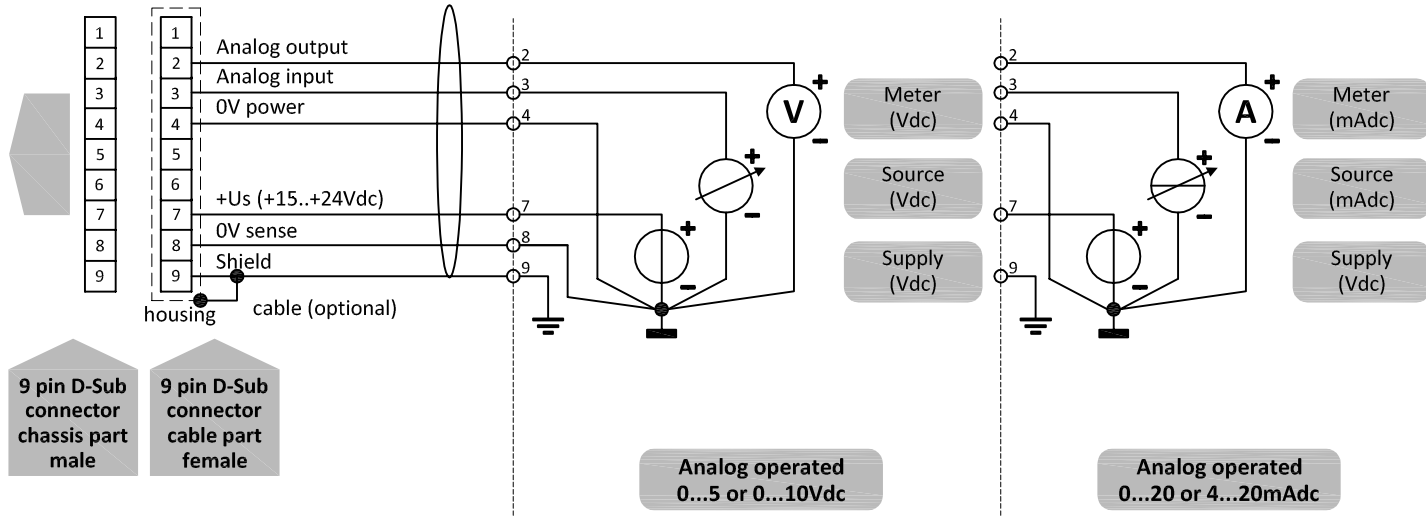 1
2
3
4
5
6
7
8
9
1
2
3
4
5
6
7
8
9
Analog output
Analog input
0V power
+Us (+15..+24Vdc)
0V sense
Shield
housing
cable (optional)
2
3
4
7
8
9
V
+
-
+
-
+
-
Meter
(Vdc)
Source
(Vdc)
Supply
(Vdc)
2
3
4
7
9
A
+
-
+
-
+
-
Meter
(mAdc)
Source
(mAdc)
Supply
(Vdc)
9 pin D-Sub
connector
chassis part
male
9 pin D-Sub
connector
cable part
female
Analog operated
0...5 or 0...10Vdc
Analog operated
0...20 or 4...20mAdc